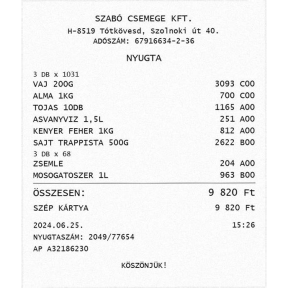 SZABÓ CSEMEGE KFT.
H-8519 Tótkövesd, Szolnoki út 40.
ADÓSZÁM: 67916634-2-36
NYUGTA
3 DB x 1031
VAJ 200G 3093 C00
ALMA 1KG 700 C00
TOJAS 10DB 1165 A00
ASVANYVIZ 1,5L 251 A00
KENYER FEHER 1KG 812 A00
SAJT TRAPPISTA 500G 2622 B00
3 DB x 68
ZSEMLE 204 A00
MOSOGATOSZER 1L 963 B00
ÖSSZESEN: 9 820 Ft
SZÉP KÁRTYA 9 820 Ft
2024.06.25. 15:26
NYUGTASZÁM: 2049/77654
AP A32186230
KÖSZÖNJÜK!